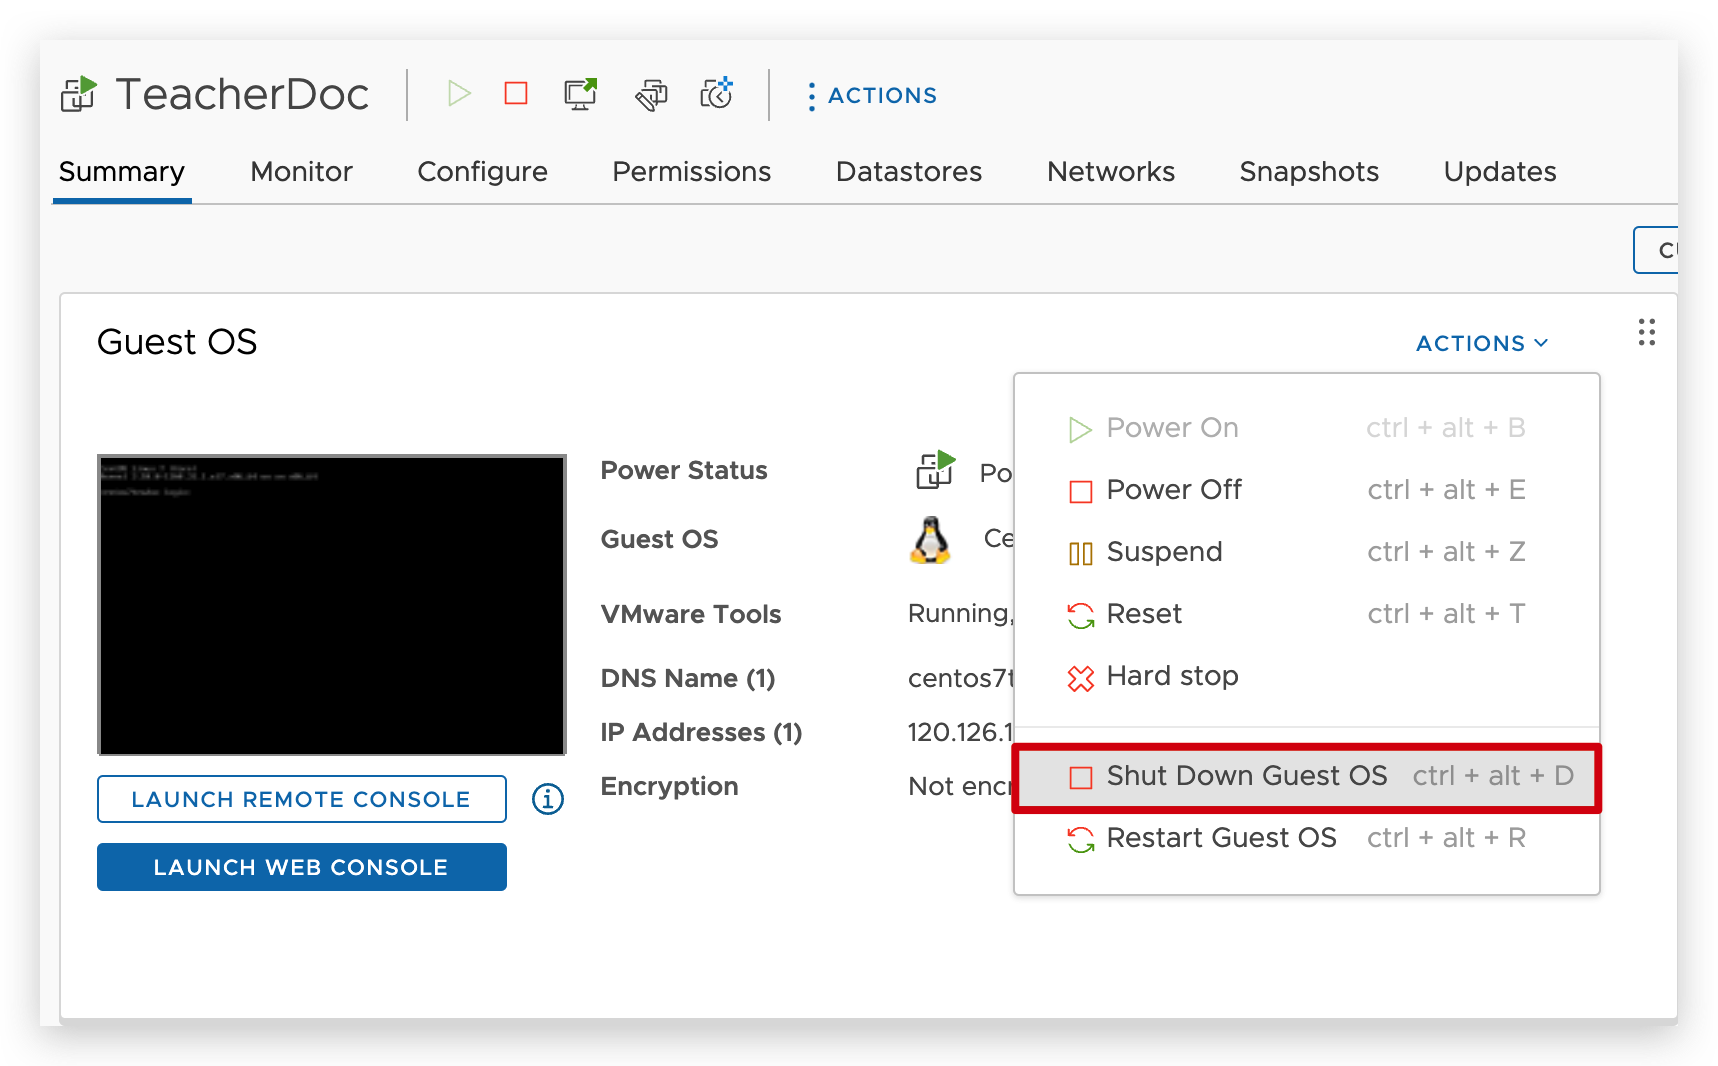 TeacherDoc
ACTIONS
Summary Monitor Configure Permissions Datastores Networks Snapshots Updates
Guest OS
ACTIONS
Power Status
Guest OS
VMware Tools Running,
DNS Name (1) centos7t
IP Addresses (1) 120.126.1
Encryption Not encr
LAUNCH REMOTE CONSOLE
LAUNCH WEB CONSOLE
Power On ctrl + alt + B
Power Off ctrl + alt + E
Suspend ctrl + alt + Z
Reset ctrl + alt + T
Hard stop
Shut Down Guest OS ctrl + alt + D
Restart Guest OS ctrl + alt + R